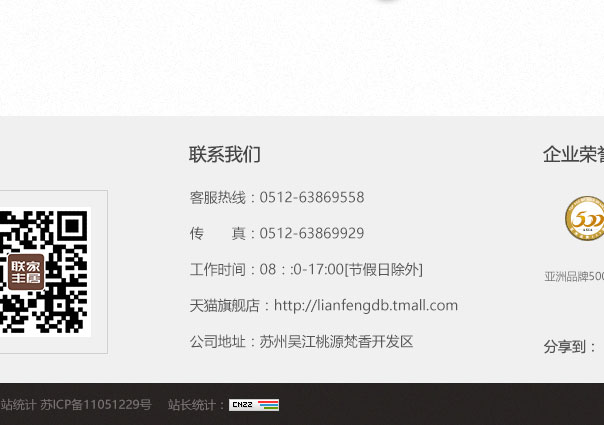 联系我们
客服热线：0512-63869558
传　　真：0512-63869929
工作时间：08：:0-17:00[节假日除外]
天猫旗舰店：http://lianfengdb.tmall.com
公司地址：苏州吴江桃源梵香开发区
联家
丰居
企业荣誉
500
亚洲品牌500
分享到：
站统计 苏ICP备11051229号 站长统计： CNZZ